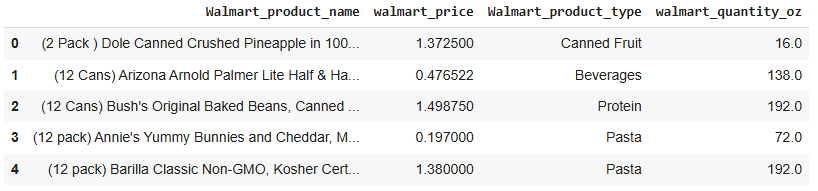 Walmart_product_name walmart_price Walmart_product_type walmart_quantity_oz
0 (2 Pack ) Dole Canned Crushed Pineapple in 100... 1.372500 Canned Fruit 16.0
1 (12 Cans) Arizona Arnold Palmer Lite Half & Ha... 0.476522 Beverages 138.0
2 (12 Cans) Bush's Original Baked Beans, Canned ... 1.498750 Protein 192.0
3 (12 pack) Annie's Yummy Bunnies and Cheddar, M... 0.197000 Pasta 72.0
4 (12 pack) Barilla Classic Non-GMO, Kosher Cert... 1.380000 Pasta 192.0